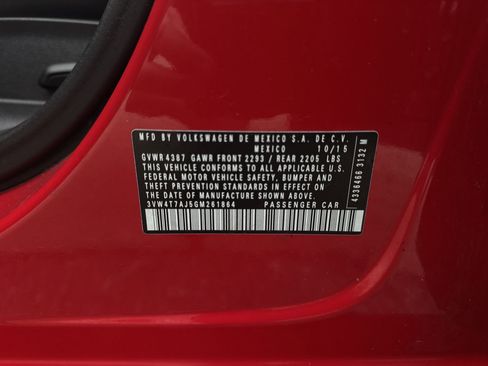 MFD BY VOLKSWAGEN DE MEXICO S.A. DE C.V.
MEXICO 10/15
GVWR 4387 GAWR FRONT 2293 / REAR 2205 LBS
THIS VEHICLE CONFORMS TO ALL APPLICABLE U.S.
FEDERAL MOTOR VEHICLE SAFETY, BUMPER AND
THEFT PREVENTION STANDARDS IN EFFECT ON
THE DATE OF MANUFACTURE SHOWN ABOVE.
3VW4T7AJ5GM261864 PASSENGER CAR
4336466 3132 M